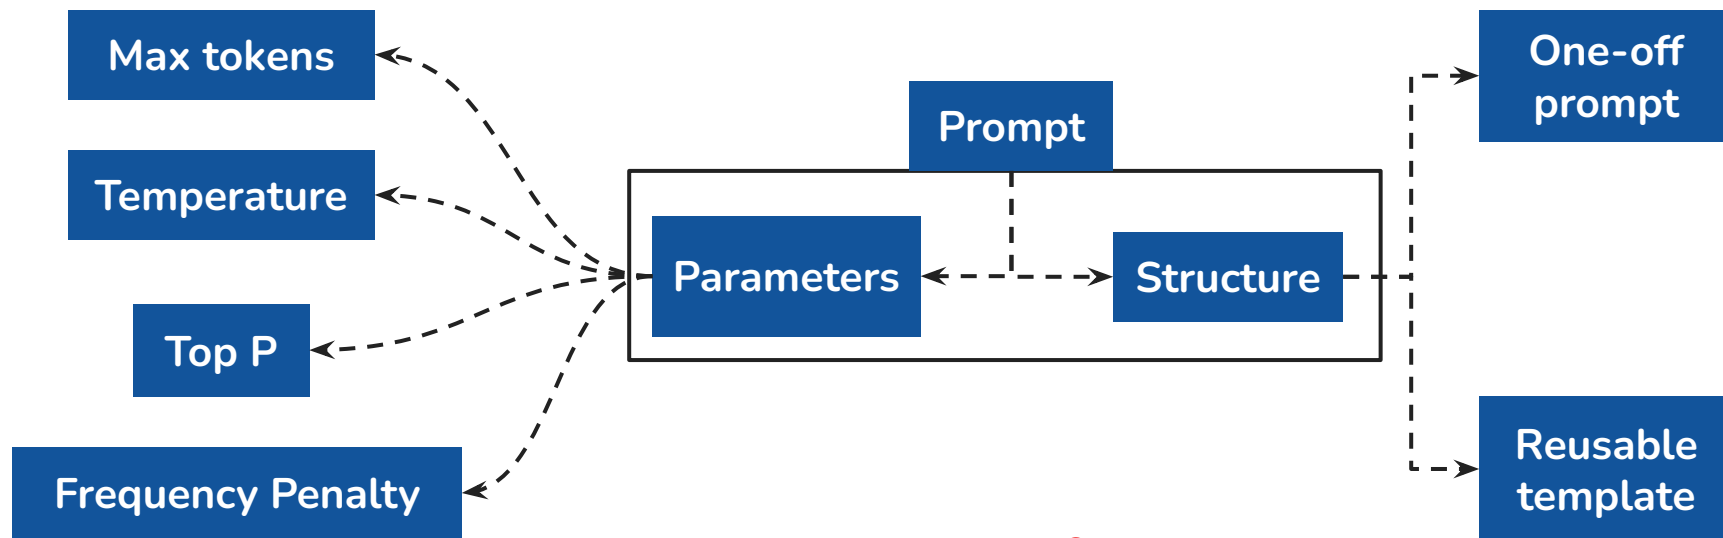 Max tokens
Temperature
Top P
Frequency Penalty
Prompt
Parameters
Structure
One-off
prompt
Reusable
template